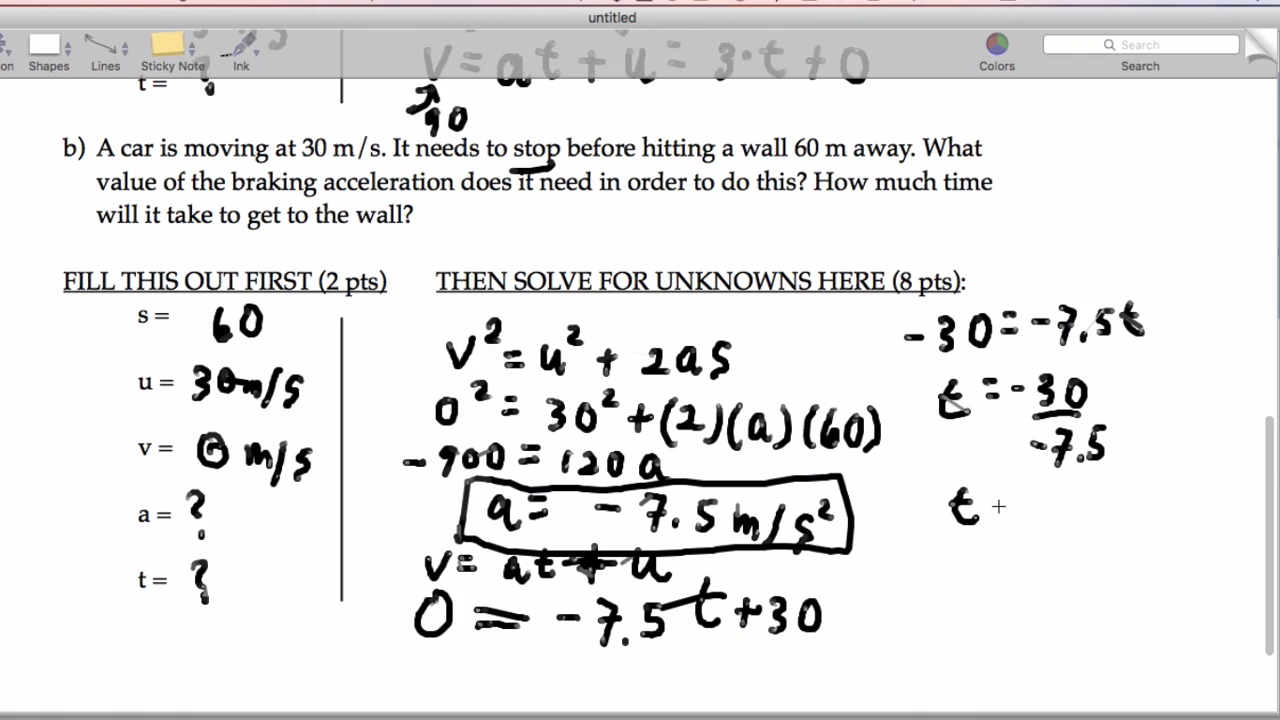 untitled
Shapes
Lines
Sticky Note
Ink
Colors
Search
Search
t = ?
v = at + u = 3·t + 0
90
b) A car is moving at 30 m/s. It needs to stop before hitting a wall 60 m away. What
value of the braking acceleration does it need in order to do this? How much time
will it take to get to the wall?
FILL THIS OUT FIRST (2 pts)
s = 60
u = 30 m/s
v = 0 m/s
a = ?
t = ?
THEN SOLVE FOR UNKNOWNS HERE (8 pts):
v² = u² + 2as
0² = 30² + (2)(a)(60)
-900 = 120a
a = -7.5 m/s²
v = at + u
0 = -7.5t + 30
-30 = -7.5t
t = -30
-7.5
t